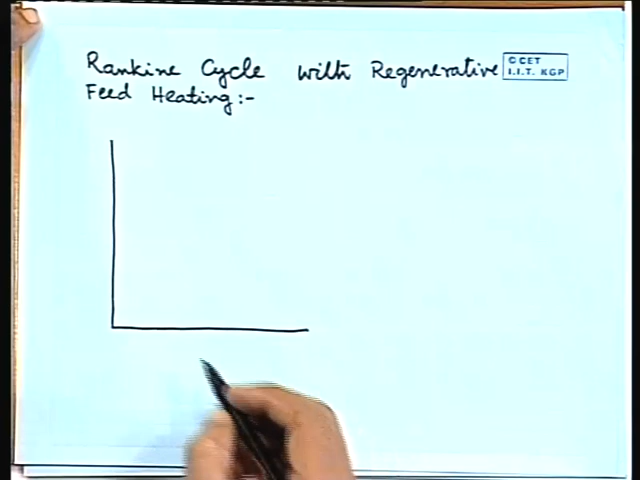 Rankine Cycle with Regenerative
Feed Heating:-
© CET
I.I.T. KGP